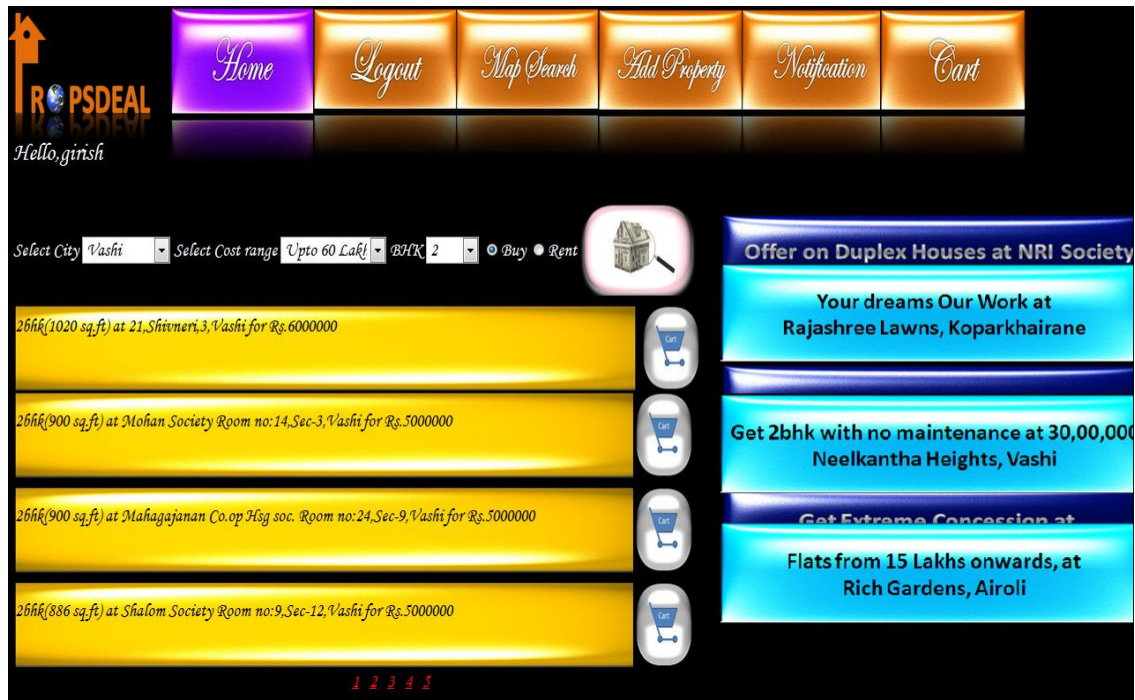 PROPSDEAL
Home
Logout
Map Search
Add Property
Notification
Cart
Hello,girish
Select City Vashi Select Cost range Upto 60 Lakh BHK 2 Buy Rent
2bhk(1020 sq.ft) at 21,Shivneri,3,Vashi for Rs.6000000
Cart
2bhk(900 sq.ft) at Mohan Society Room no:14,Sec-3,Vashi for Rs.5000000
Cart
2bhk(900 sq.ft) at Mahagajanan Co.op Hsg soc. Room no:24,Sec-9,Vashi for Rs.5000000
Cart
2bhk(886 sq.ft) at Shalom Society Room no:9,Sec-12,Vashi for Rs.5000000
Cart
1 2 3 4 5
Offer on Duplex Houses at NRI Society
Your dreams Our Work at
Rajashree Lawns, Koparkhairane
Get 2bhk with no maintenance at 30,00,000
Neelkantha Heights, Vashi
Get Extreme Concession at
Flats from 15 Lakhs onwards, at
Rich Gardens, Airoli